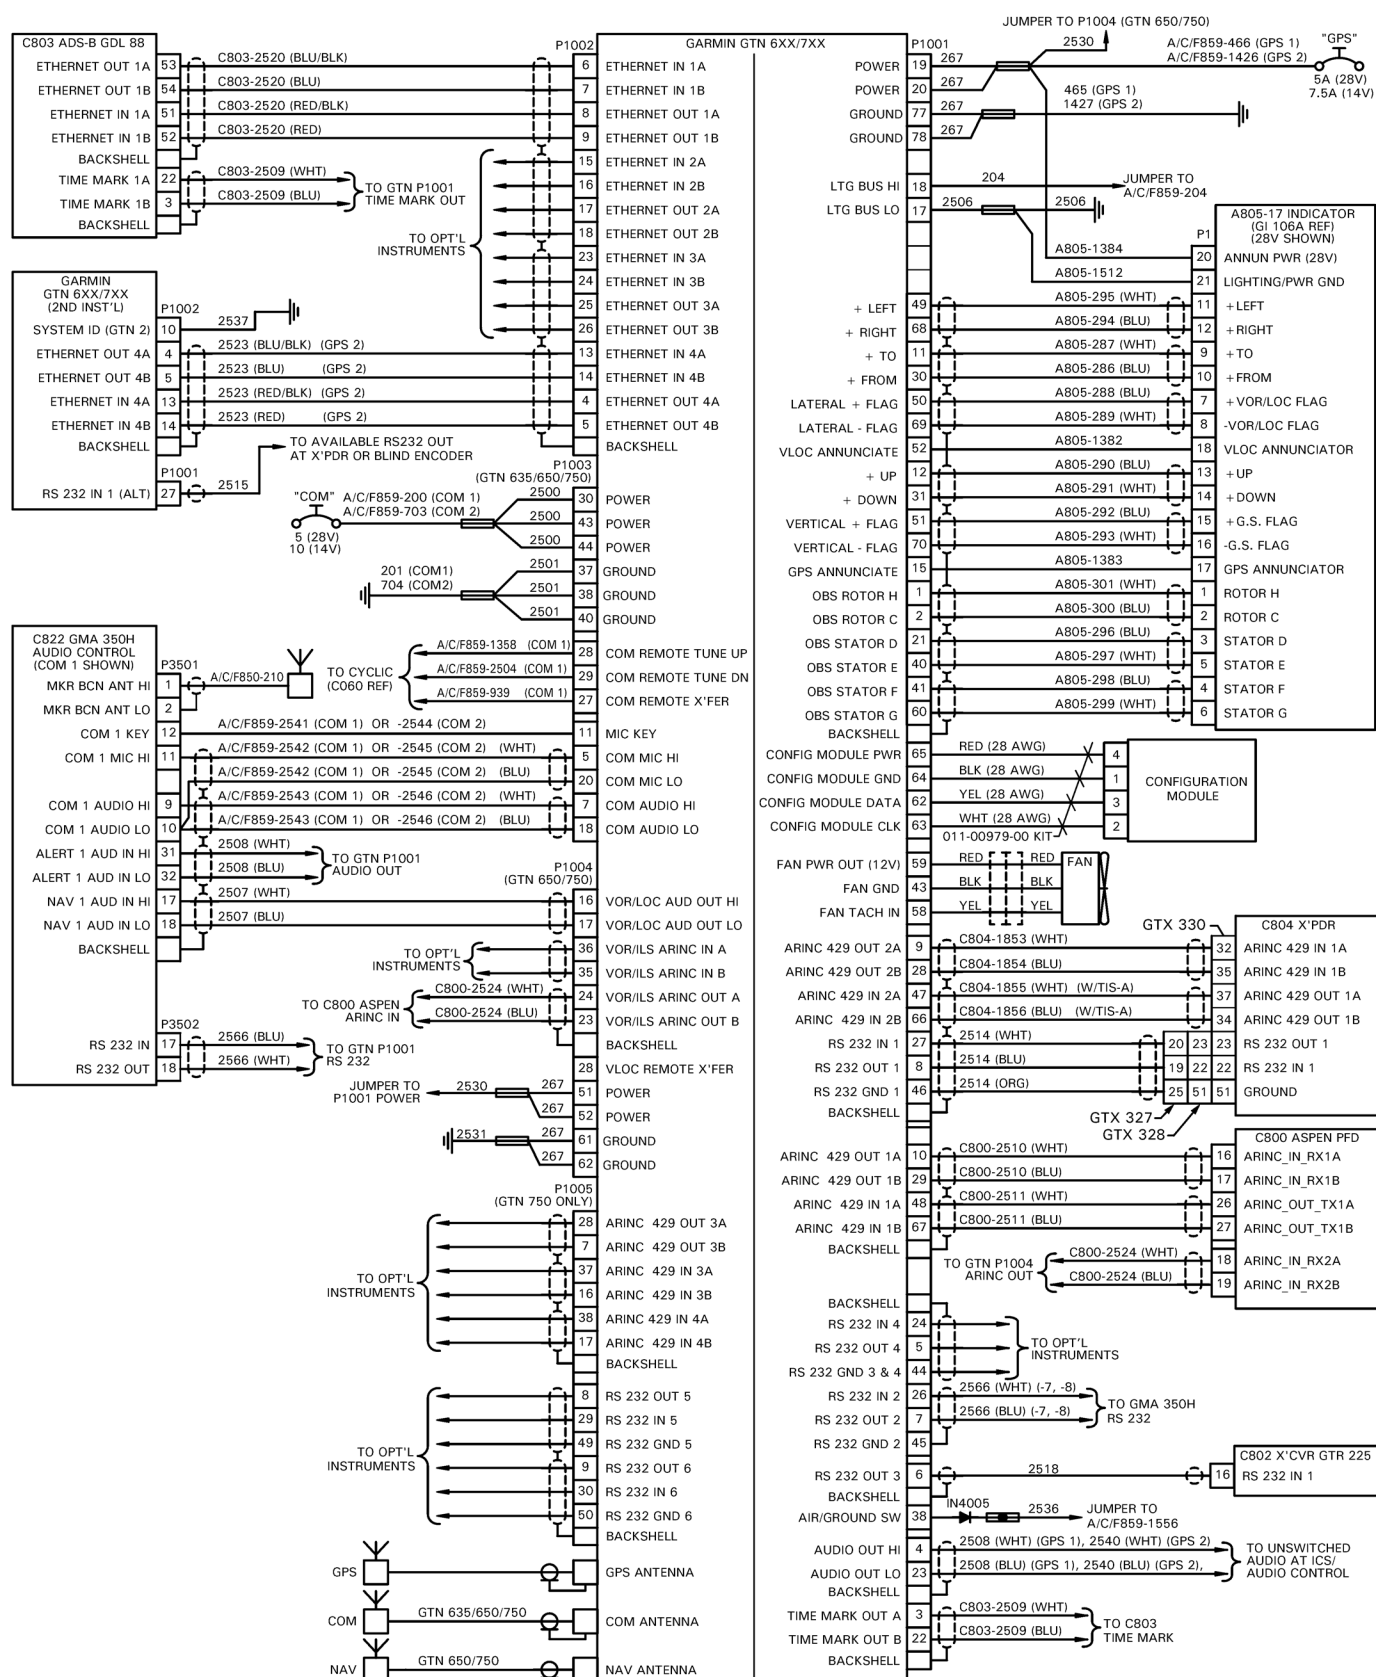 JUMPER TO P1004 (GTN 650/750)
C803 ADS-B GDL 88
ETHERNET OUT 1A 53 C803-2520 (BLU/BLK)
ETHERNET OUT 1B 54 C803-2520 (BLU)
ETHERNET IN 1A 51 C803-2520 (RED/BLK)
ETHERNET IN 1B 52 C803-2520 (RED)
BACKSHELL
TIME MARK 1A 22 C803-2509 (WHT)
TIME MARK 1B 3 C803-2509 (BLU)
BACKSHELL
TO GTN P1001
TIME MARK OUT
GARMIN
GTN 6XX/7XX
(2ND INST'L)
P1002
SYSTEM ID (GTN 2) 10 2537
ETHERNET OUT 4A 4 2523 (BLU/BLK) (GPS 2)
ETHERNET OUT 4B 5 2523 (BLU) (GPS 2)
ETHERNET IN 4A 13 2523 (RED/BLK) (GPS 2)
ETHERNET IN 4B 14 2523 (RED) (GPS 2)
BACKSHELL
P1001
RS 232 IN 1 (ALT) 27 2515
TO AVAILABLE RS232 OUT
AT X'PDR OR BLIND ENCODER
"COM"
A/C/F859-200 (COM 1)
A/C/F859-703 (COM 2)
5 (28V)
10 (14V)
201 (COM1)
704 (COM2)
C822 GMA 350H
AUDIO CONTROL
(COM 1 SHOWN)
P3501
MKR BCN ANT HI 1 A/C/F850-210
MKR BCN ANT LO 2
COM 1 KEY 12 A/C/F859-2541 (COM 1) OR -2544 (COM 2)
COM 1 MIC HI 11 A/C/F859-2542 (COM 1) OR -2545 (COM 2) (WHT)
A/C/F859-2542 (COM 1) OR -2545 (COM 2) (BLU)
COM 1 AUDIO HI 9 A/C/F859-2543 (COM 1) OR -2546 (COM 2) (WHT)
COM 1 AUDIO LO 10 A/C/F859-2543 (COM 1) OR -2546 (COM 2) (BLU)
ALERT 1 AUD IN HI 31 2508 (WHT)
ALERT 1 AUD IN LO 32 2508 (BLU)
TO GTN P1001
AUDIO OUT
NAV 1 AUD IN HI 17 2507 (WHT)
NAV 1 AUD IN LO 18 2507 (BLU)
BACKSHELL
P3502
RS 232 IN 17 2566 (BLU)
RS 232 OUT 18 2566 (WHT)
TO GTN P1001
RS 232
GARMIN GTN 6XX/7XX
P1002
6 ETHERNET IN 1A
7 ETHERNET IN 1B
8 ETHERNET OUT 1A
9 ETHERNET OUT 1B
15 ETHERNET IN 2A
16 ETHERNET IN 2B
17 ETHERNET OUT 2A
18 ETHERNET OUT 2B
23 ETHERNET IN 3A
24 ETHERNET IN 3B
25 ETHERNET OUT 3A
26 ETHERNET OUT 3B
TO OPT'L
INSTRUMENTS
13 ETHERNET IN 4A
14 ETHERNET IN 4B
4 ETHERNET OUT 4A
5 ETHERNET OUT 4B
BACKSHELL
P1003
(GTN 635/650/750)
2500 30 POWER
2500 43 POWER
2500 44 POWER
2501 37 GROUND
2501 38 GROUND
2501 40 GROUND
TO CYCLIC
(C060 REF)
A/C/F859-1358 (COM 1) 28 COM REMOTE TUNE UP
A/C/F859-2504 (COM 1) 29 COM REMOTE TUNE DN
A/C/F859-939 (COM 1) 27 COM REMOTE X'FER
11 MIC KEY
5 COM MIC HI
20 COM MIC LO
7 COM AUDIO HI
18 COM AUDIO LO
P1004
(GTN 650/750)
16 VOR/LOC AUD OUT HI
17 VOR/LOC AUD OUT LO
36 VOR/ILS ARINC IN A
35 VOR/ILS ARINC IN B
TO OPT'L
INSTRUMENTS
C800-2524 (WHT) 24 VOR/ILS ARINC OUT A
C800-2524 (BLU) 23 VOR/ILS ARINC OUT B
TO C800 ASPEN
ARINC IN
BACKSHELL
28 VLOC REMOTE X'FER
JUMPER TO
P1001 POWER
2530 267 51 POWER
267 52 POWER
2531 267 61 GROUND
267 62 GROUND
P1005
(GTN 750 ONLY)
28 ARINC 429 OUT 3A
7 ARINC 429 OUT 3B
37 ARINC 429 IN 3A
16 ARINC 429 IN 3B
38 ARINC 429 IN 4A
17 ARINC 429 IN 4B
BACKSHELL
TO OPT'L
INSTRUMENTS
8 RS 232 OUT 5
29 RS 232 IN 5
49 RS 232 GND 5
9 RS 232 OUT 6
30 RS 232 IN 6
50 RS 232 GND 6
BACKSHELL
TO OPT'L
INSTRUMENTS
GPS GPS ANTENNA
COM GTN 635/650/750 COM ANTENNA
NAV GTN 650/750 NAV ANTENNA
P1001
2530
POWER 19 267
POWER 20 267
A/C/F859-466 (GPS 1)
A/C/F859-1426 (GPS 2)
"GPS"
5A (28V)
7.5A (14V)
GROUND 77 267
GROUND 78 267
465 (GPS 1)
1427 (GPS 2)
LTG BUS HI 18 204
JUMPER TO
A/C/F859-204
LTG BUS LO 17 2506 2506
A805-17 INDICATOR
(GI 106A REF)
(28V SHOWN)
P1
A805-1384 20 ANNUN PWR (28V)
A805-1512 21 LIGHTING/PWR GND
+ LEFT 49 A805-295 (WHT) 11 +LEFT
+ RIGHT 68 A805-294 (BLU) 12 +RIGHT
+ TO 11 A805-287 (WHT) 9 +TO
+ FROM 30 A805-286 (BLU) 10 +FROM
LATERAL + FLAG 50 A805-288 (BLU) 7 +VOR/LOC FLAG
LATERAL - FLAG 69 A805-289 (WHT) 8 -VOR/LOC FLAG
VLOC ANNUNCIATE 52 A805-1382 18 VLOC ANNUNCIATOR
+ UP 12 A805-290 (BLU) 13 +UP
+ DOWN 31 A805-291 (WHT) 14 +DOWN
VERTICAL + FLAG 51 A805-292 (BLU) 15 +G.S. FLAG
VERTICAL - FLAG 70 A805-293 (WHT) 16 -G.S. FLAG
GPS ANNUNCIATE 15 A805-1383 17 GPS ANNUNCIATOR
OBS ROTOR H 1 A805-301 (WHT) 1 ROTOR H
OBS ROTOR C 2 A805-300 (BLU) 2 ROTOR C
OBS STATOR D 21 A805-296 (BLU) 3 STATOR D
OBS STATOR E 40 A805-297 (WHT) 5 STATOR E
OBS STATOR F 41 A805-298 (BLU) 4 STATOR F
OBS STATOR G 60 A805-299 (WHT) 6 STATOR G
BACKSHELL
CONFIG MODULE PWR 65 RED (28 AWG) 4
CONFIG MODULE GND 64 BLK (28 AWG) 1
CONFIG MODULE DATA 62 YEL (28 AWG) 3
CONFIG MODULE CLK 63 WHT (28 AWG) 2
011-00979-00 KIT
CONFIGURATION
MODULE
FAN PWR OUT (12V) 59 RED RED FAN
FAN GND 43 BLK BLK
FAN TACH IN 58 YEL YEL
GTX 330
C804 X'PDR
ARINC 429 OUT 2A 9 C804-1853 (WHT) 32 ARINC 429 IN 1A
ARINC 429 OUT 2B 28 C804-1854 (BLU) 35 ARINC 429 IN 1B
ARINC 429 IN 2A 47 C804-1855 (WHT) (W/TIS-A) 37 ARINC 429 OUT 1A
ARINC 429 IN 2B 66 C804-1856 (BLU) (W/TIS-A) 34 ARINC 429 OUT 1B
RS 232 IN 1 27 2514 (WHT) 20 23 23 RS 232 OUT 1
RS 232 OUT 1 8 2514 (BLU) 19 22 22 RS 232 IN 1
RS 232 GND 1 46 2514 (ORG) 25 51 51 GROUND
BACKSHELL
GTX 327
GTX 328
C800 ASPEN PFD
ARINC 429 OUT 1A 10 C800-2510 (WHT) 16 ARINC_IN_RX1A
ARINC 429 OUT 1B 29 C800-2510 (BLU) 17 ARINC_IN_RX1B
ARINC 429 IN 1A 48 C800-2511 (WHT) 26 ARINC_OUT_TX1A
ARINC 429 IN 1B 67 C800-2511 (BLU) 27 ARINC_OUT_TX1B
BACKSHELL
TO GTN P1004
ARINC OUT
C800-2524 (WHT) 18 ARINC_IN_RX2A
C800-2524 (BLU) 19 ARINC_IN_RX2B
BACKSHELL
RS 232 IN 4 24
RS 232 OUT 4 5
RS 232 GND 3 & 4 44
TO OPT'L
INSTRUMENTS
RS 232 IN 2 26 2566 (WHT) (-7, -8)
RS 232 OUT 2 7 2566 (BLU) (-7, -8)
RS 232 GND 2 45
TO GMA 350H
RS 232
C802 X'CVR GTR 225
RS 232 OUT 3 6 2518 16 RS 232 IN 1
BACKSHELL
AIR/GROUND SW 38 IN4005 2536
JUMPER TO
A/C/F859-1556
AUDIO OUT HI 4 2508 (WHT) (GPS 1), 2540 (WHT) (GPS 2)
AUDIO OUT LO 23 2508 (BLU) (GPS 1), 2540 (BLU) (GPS 2),
BACKSHELL
TO UNSWITCHED
AUDIO AT ICS/
AUDIO CONTROL
TIME MARK OUT A 3 C803-2509 (WHT)
TIME MARK OUT B 22 C803-2509 (BLU)
BACKSHELL
TO C803
TIME MARK